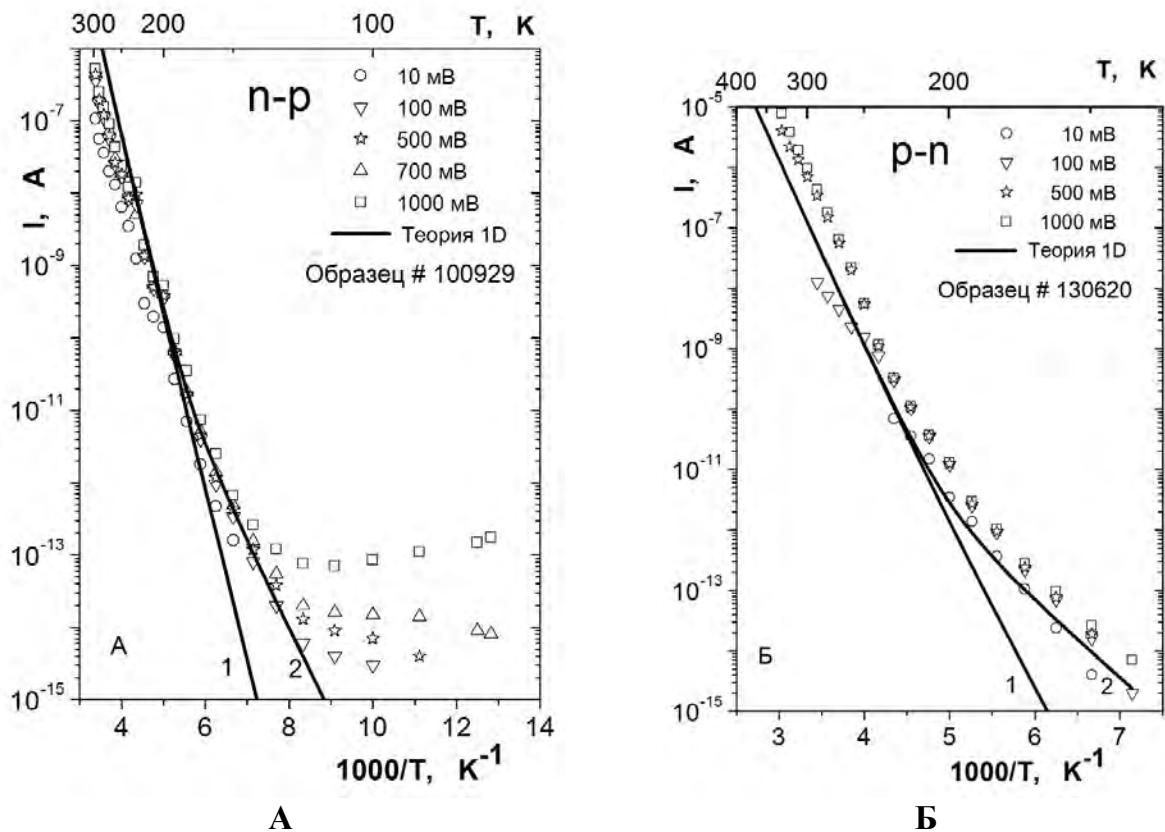 300 200 100 T, K
n-p
10 мВ
100 мВ
500 мВ
700 мВ
1000 мВ
Теория 1D
Образец # 100929
I, A
10-7
10-9
10-11
10-13
10-15
А
1
2
4 6 8 10 12 14
1000/T, K-1
А
T, K
400 300 200
p-n
10 мВ
100 мВ
500 мВ
1000 мВ
Теория 1D
Образец # 130620
I, A
10-5
10-7
10-9
10-11
10-13
10-15
Б
1
2
3 4 5 6 7
1000/T, K-1
Б